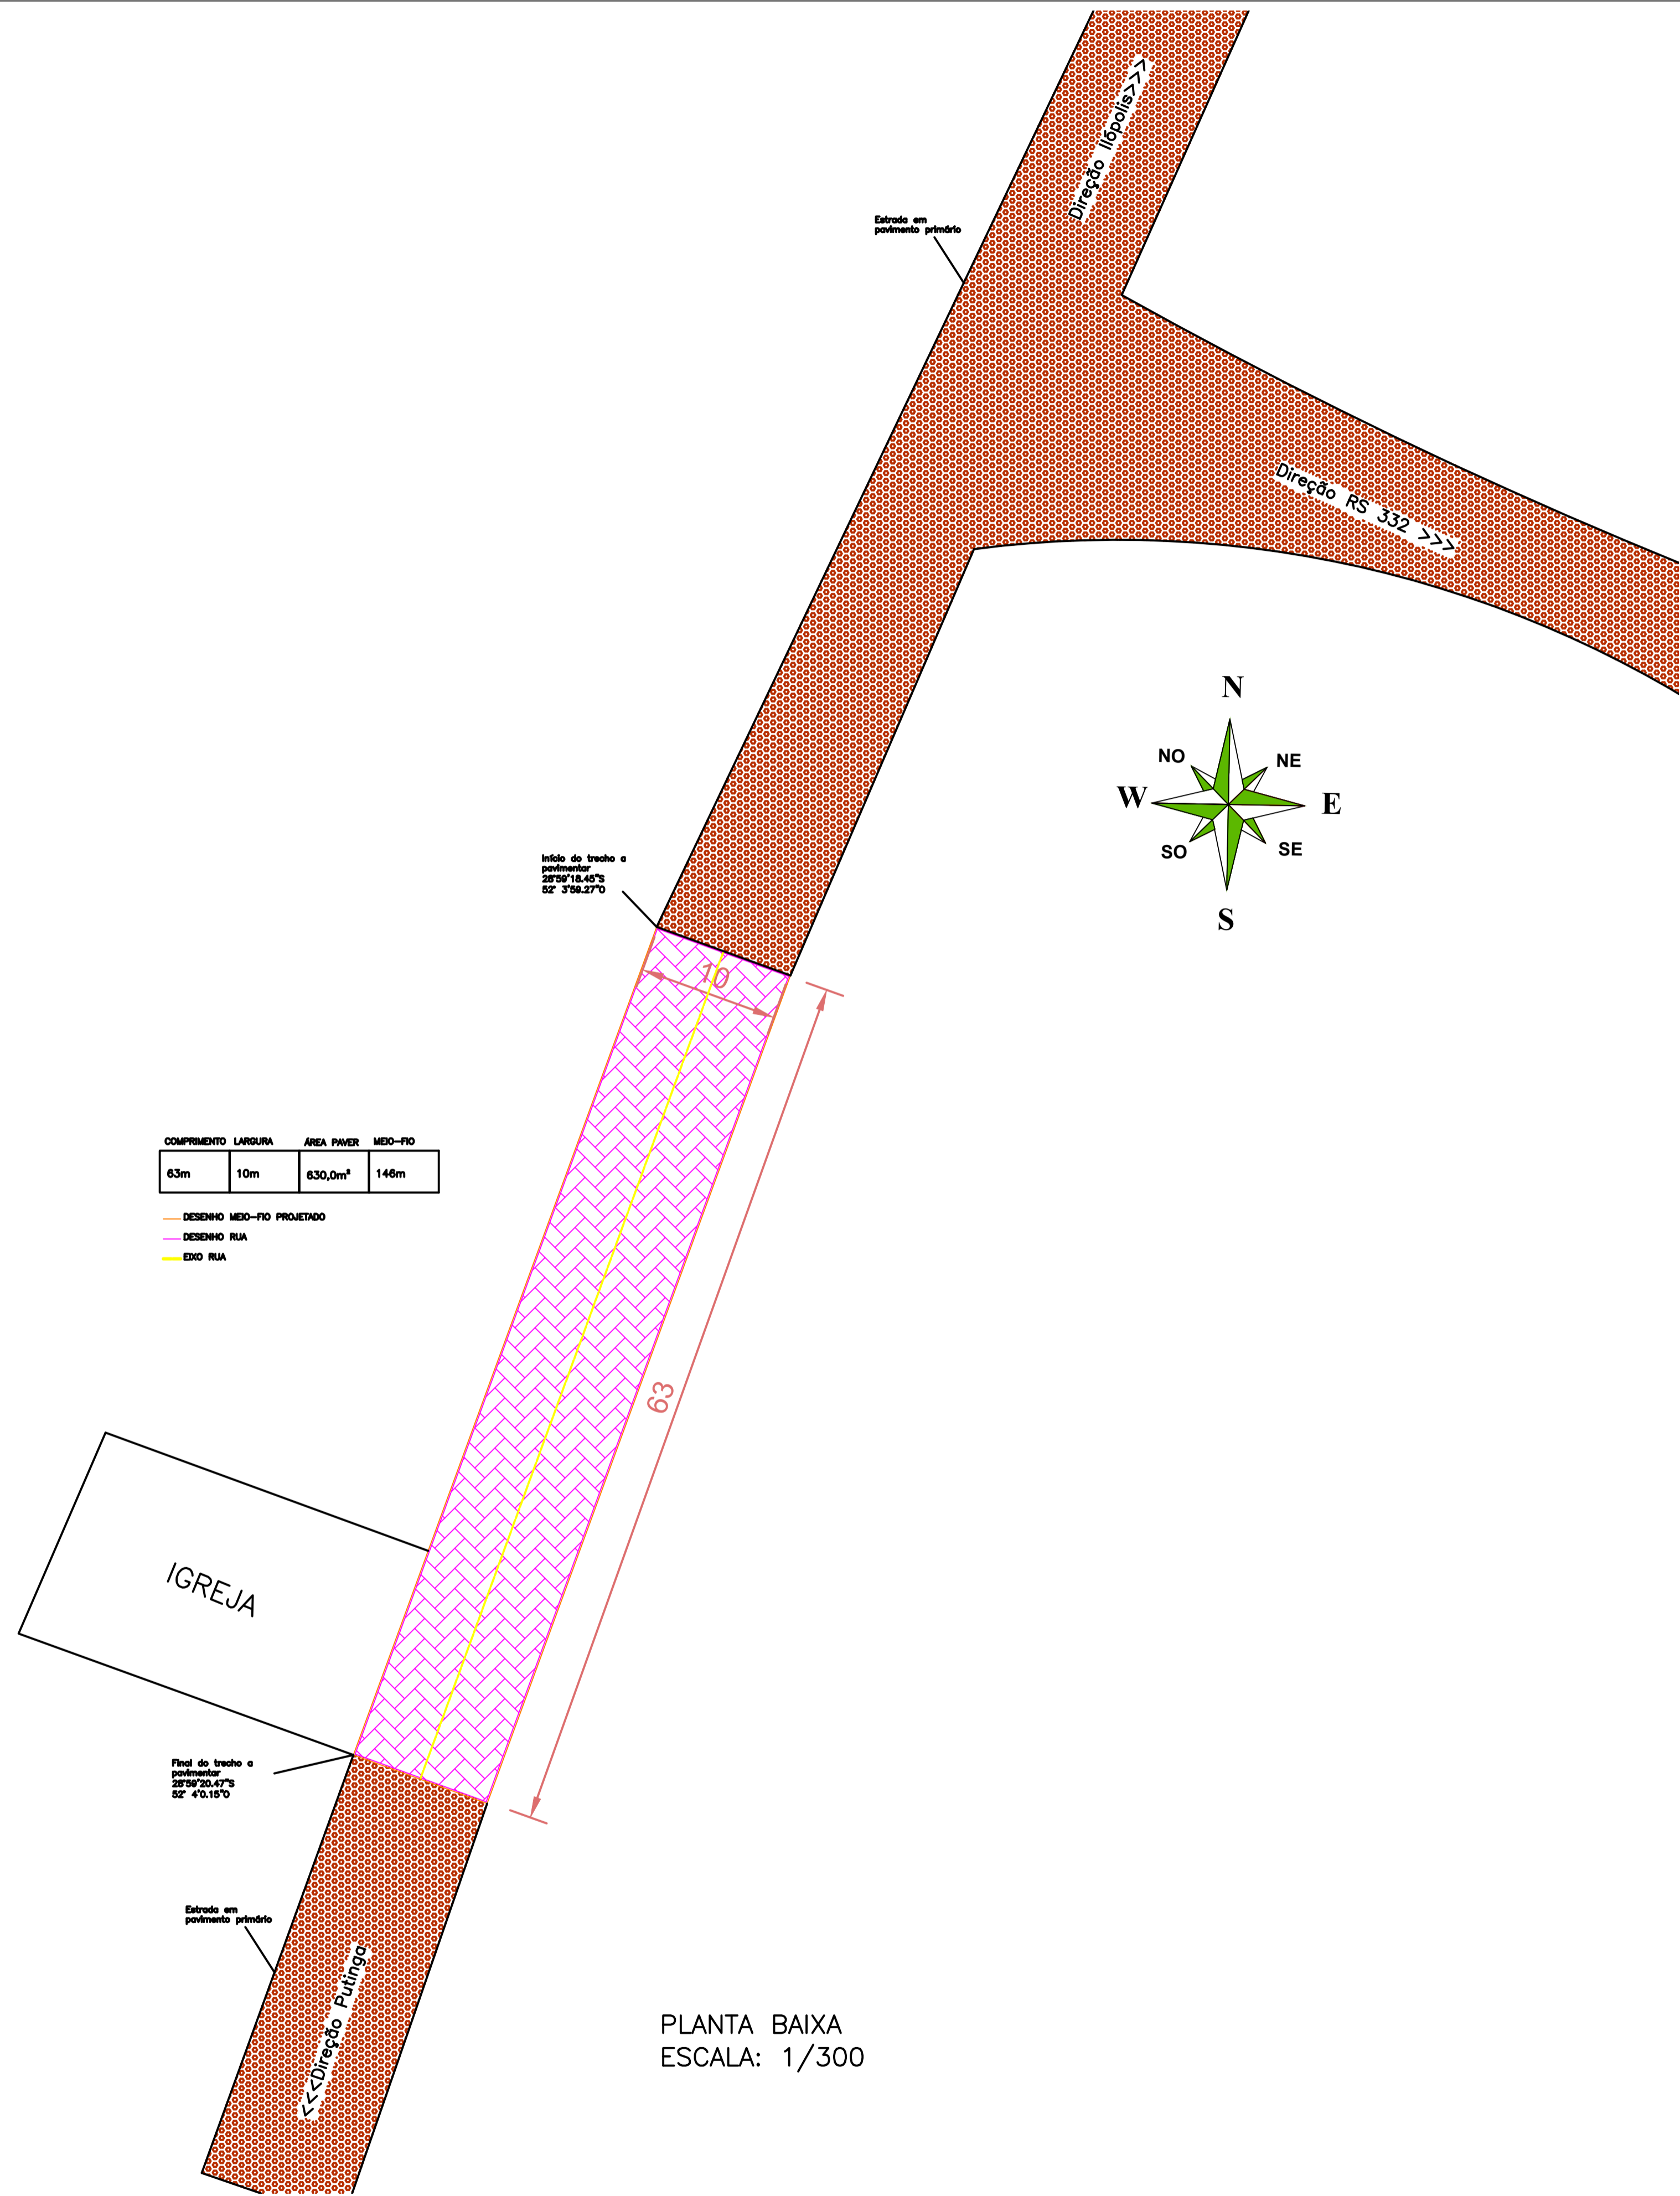 Direção Ilópolis>>>
Estrada em
pavimento primário
Direção RS 332 >>>
N
NO
NE
W
E
SO
SE
S
Início do trecho a
pavimentar
28°59'18.45"S
52° 3'59.27"O
10
COMPRIMENTO LARGURA ÁREA PAVER MEIO-FIO
63m 10m 630,0m² 146m
DESENHO MEIO-FIO PROJETADO
DESENHO RUA
EIXO RUA
63
IGREJA
Final do trecho a
pavimentar
28°59'20.47"S
52° 4'0.15"O
Estrada em
pavimento primário
<<<Direção Putinga
PLANTA BAIXA
ESCALA: 1/300